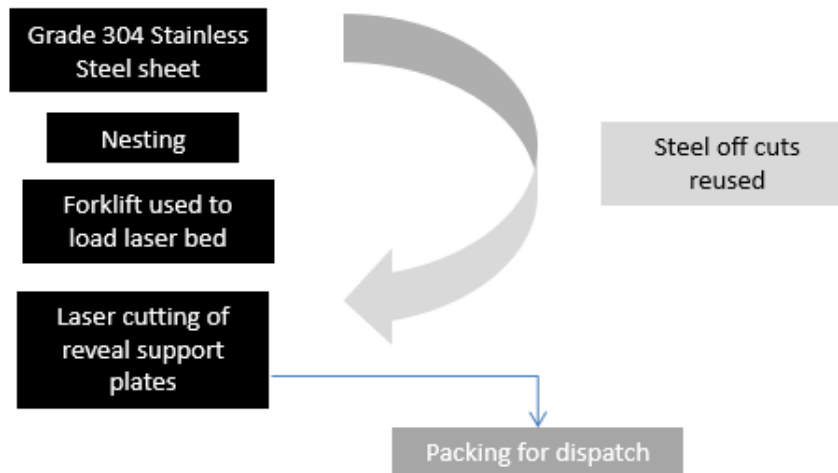 Grade 304 Stainless
Steel sheet
Nesting
Forklift used to
load laser bed
Laser cutting of
reveal support
plates
Steel off cuts
reused
Packing for dispatch